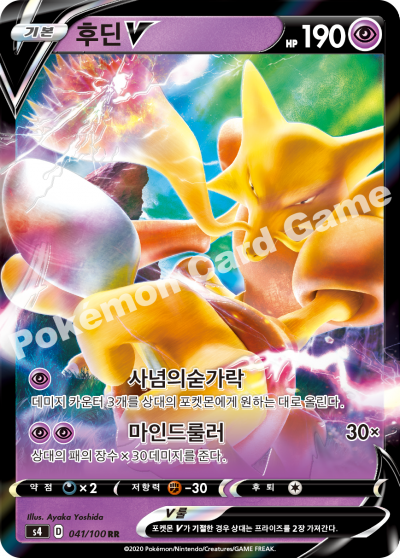 기본 후딘 V HP 190
Pokémon Card Game
사념의숟가락
데미지 카운터 3개를 상대의 포켓몬에게 원하는 대로 올린다.
마인드룰러 30×
상대의 패의 장수×30데미지를 준다.
약점 ×2 저항력 -30 후퇴
s4 D 041/100 RR
Illus. Ayaka Yoshida
V룰
포켓몬 V가 기절한 경우 상대는 프라이즈를 2장 가져간다.
©2020 Pokémon/Nintendo/Creatures/GAME FREAK.